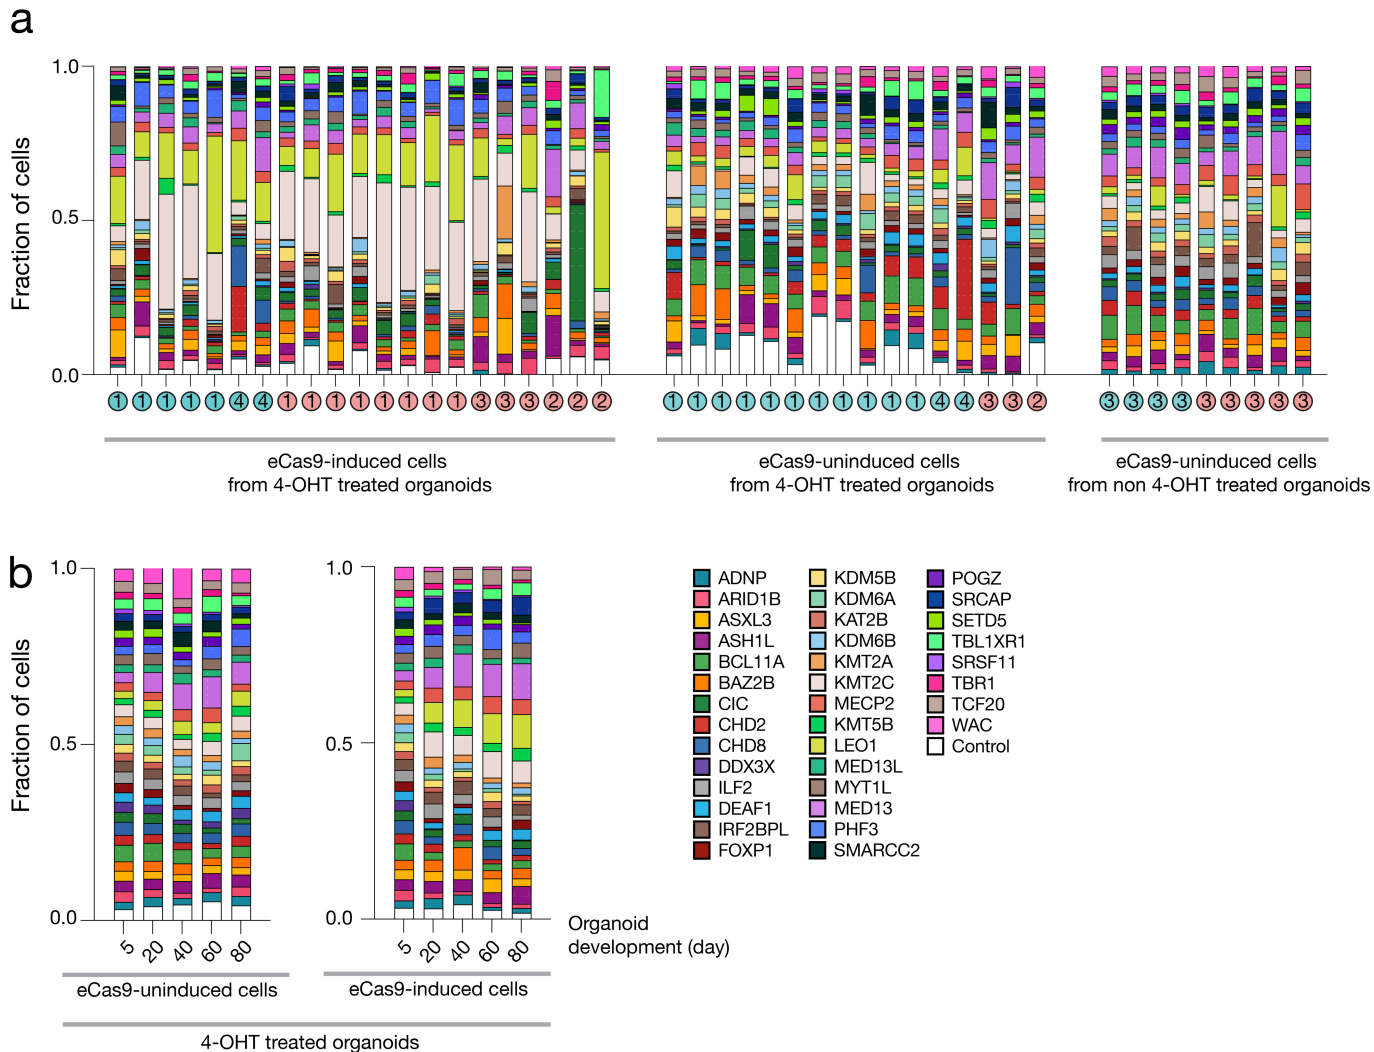 a
Fraction of cells
1.0
0.5
0.0
1 1 1 1 1 4 4 1 1 1 1 1 1 1 1 3 3 3 2 2 2
1 1 1 1 1 1 1 1 1 1 1 4 4 3 3 2
3 3 3 3 3 3 3 3 3
eCas9-induced cells
from 4-OHT treated organoids
eCas9-uninduced cells
from 4-OHT treated organoids
eCas9-uninduced cells
from non 4-OHT treated organoids
b
Fraction of cells
1.0
0.5
0.0
5 20 40 60 80
eCas9-uninduced cells
1.0
0.5
0.0
5 20 40 60 80
Organoid
development (day)
eCas9-induced cells
4-OHT treated organoids
ADNP
ARID1B
ASXL3
ASH1L
BCL11A
BAZ2B
CIC
CHD2
CHD8
DDX3X
ILF2
DEAF1
IRF2BPL
FOXP1
KDM5B
KDM6A
KAT2B
KDM6B
KMT2A
KMT2C
MECP2
KMT5B
LEO1
MED13L
MYT1L
MED13
PHF3
SMARCC2
POGZ
SRCAP
SETD5
TBL1XR1
SRSF11
TBR1
TCF20
WAC
Control